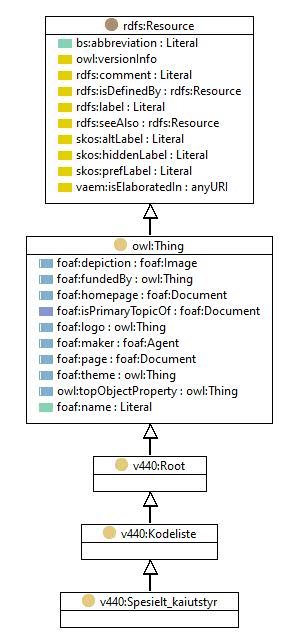 rdfs:Resource
bs:abbreviation : Literal
owl:versionInfo
rdfs:comment : Literal
rdfs:isDefinedBy : rdfs:Resource
rdfs:label : Literal
rdfs:seeAlso : rdfs:Resource
skos:altLabel : Literal
skos:hiddenLabel : Literal
skos:prefLabel : Literal
vaem:isElaboratedIn : anyURI
owl:Thing
foaf:depiction : foaf:Image
foaf:fundedBy : owl:Thing
foaf:homepage : foaf:Document
foaf:isPrimaryTopicOf : foaf:Document
foaf:logo : owl:Thing
foaf:maker : foaf:Agent
foaf:page : foaf:Document
foaf:theme : owl:Thing
owl:topObjectProperty : owl:Thing
foaf:name : Literal
v440:Root
v440:Kodeliste
v440:Spesielt_kaiutstyr